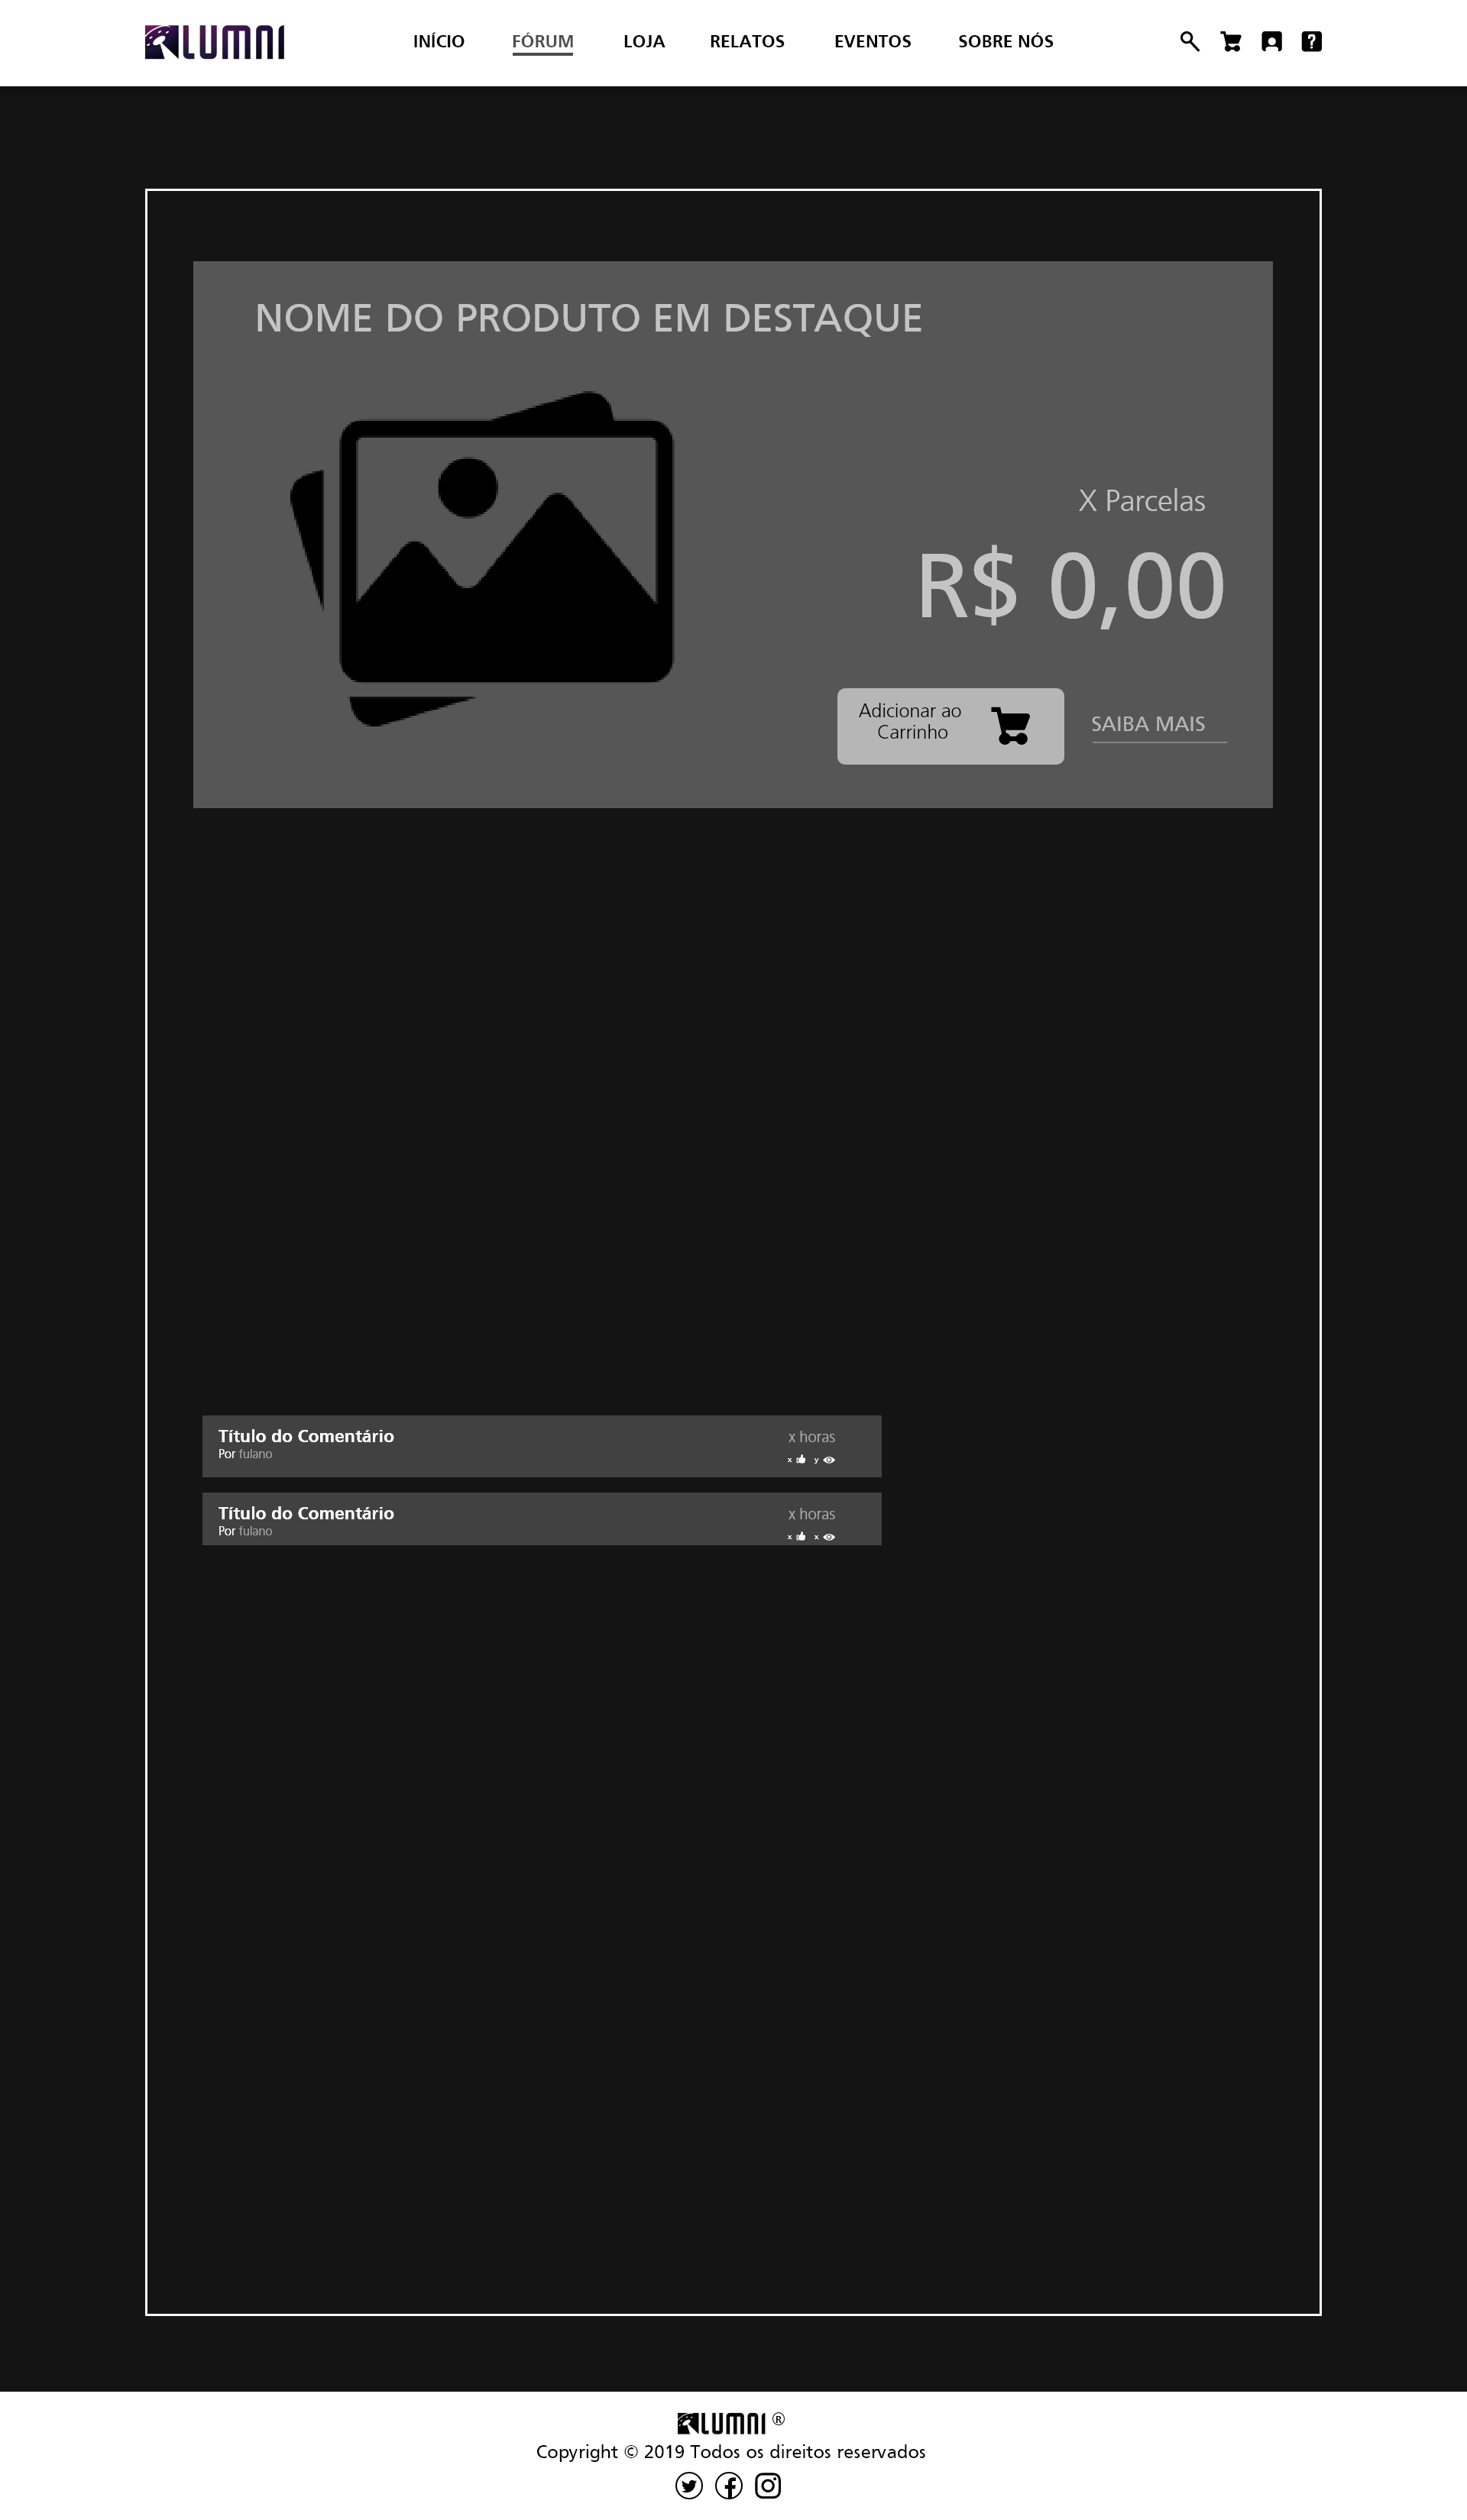 ALUMNI
INÍCIO FÓRUM LOJA RELATOS EVENTOS SOBRE NÓS ?
NOME DO PRODUTO EM DESTAQUE
X Parcelas
R$ 0,00
Adicionar ao
Carrinho
SAIBA MAIS
Título do Comentário x horas
Por fulano x y
Título do Comentário x horas
Por fulano x x
ALUMNI ®
Copyright © 2019 Todos os direitos reservados